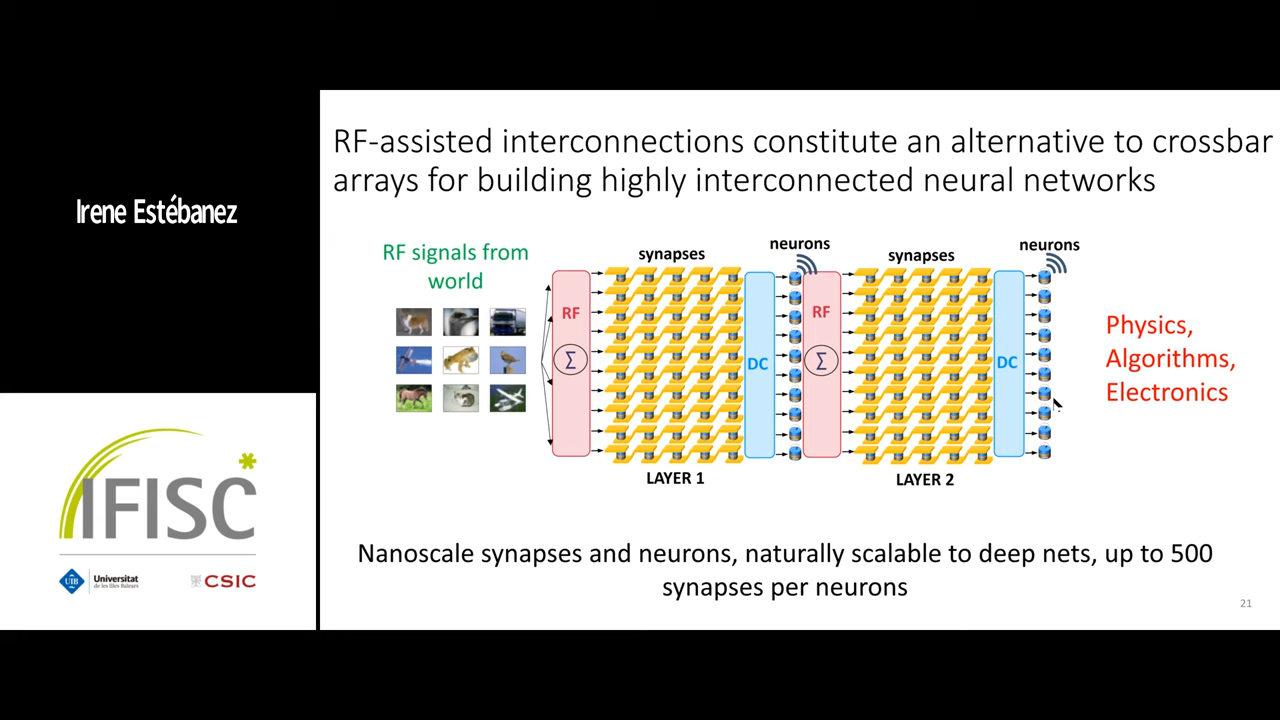 Irene Estébanez
IFISC
UIB
Universitat
de les Illes Balears
CSIC
RF-assisted interconnections constitute an alternative to crossbar
arrays for building highly interconnected neural networks
RF signals from
world
synapses
neurons
synapses
neurons
RF
Σ
DC
RF
Σ
DC
LAYER 1
LAYER 2
Physics,
Algorithms,
Electronics
Nanoscale synapses and neurons, naturally scalable to deep nets, up to 500
synapses per neurons
21